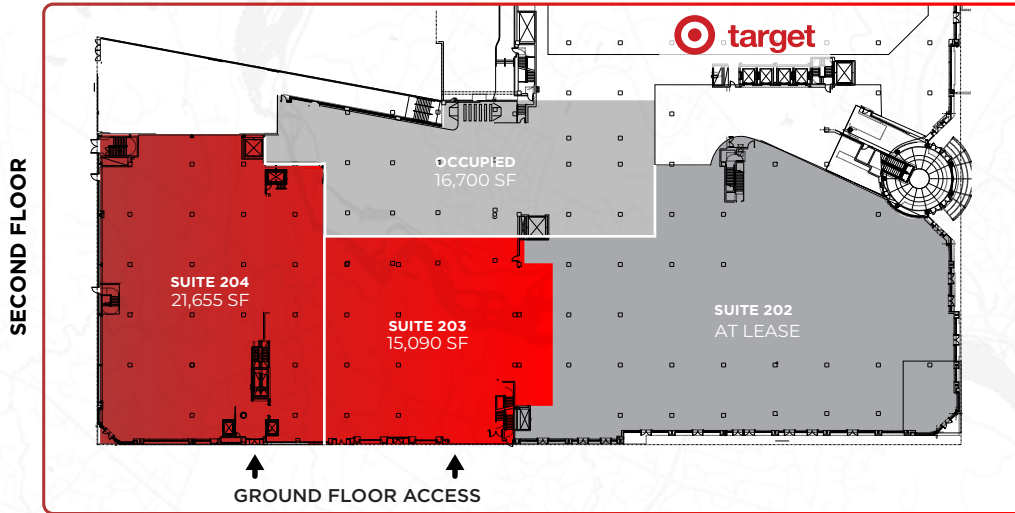 target
SECOND FLOOR
OCCUPIED
16,700 SF
SUITE 204
21,655 SF
SUITE 203
15,090 SF
SUITE 202
AT LEASE
GROUND FLOOR ACCESS